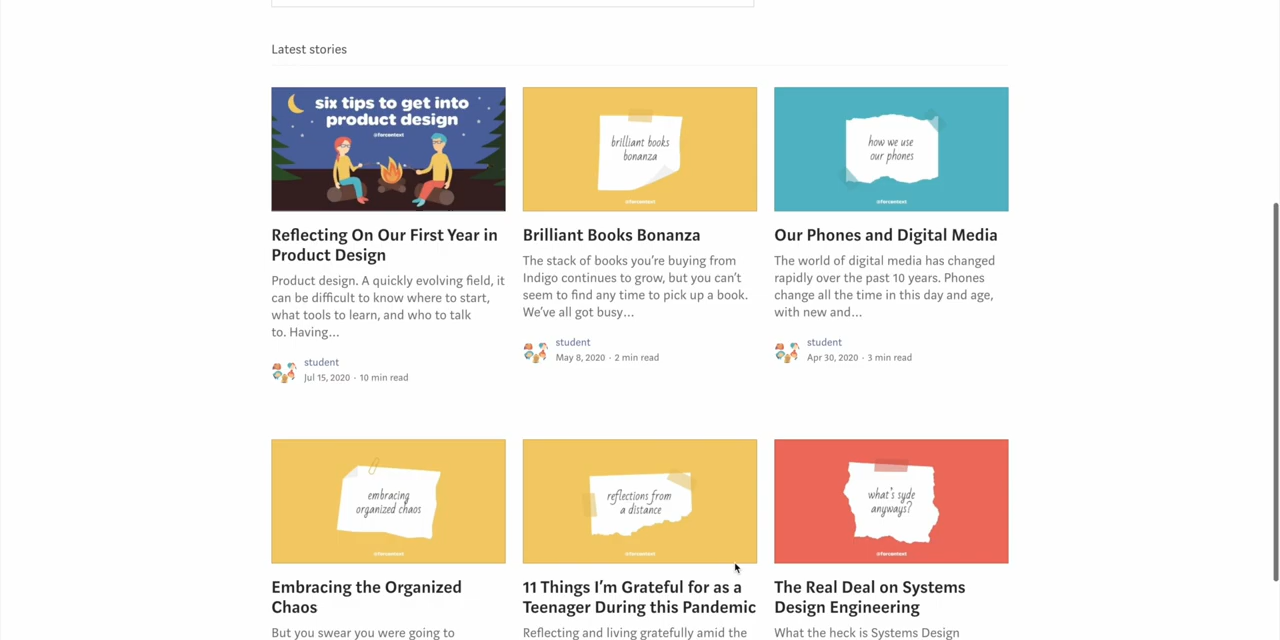 Latest stories
six tips to get into
product design
@forcontext
brilliant books
bonanza
@forcontext
how we use
our phones
@forcontext
Reflecting On Our First Year in
Product Design
Product design. A quickly evolving field, it
can be difficult to know where to start,
what tools to learn, and who to talk
to. Having…
student
Jul 15, 2020 · 10 min read
Brilliant Books Bonanza
The stack of books you’re buying from
Indigo continues to grow, but you can’t
seem to find any time to pick up a book.
We’ve all got busy…
student
May 8, 2020 · 2 min read
Our Phones and Digital Media
The world of digital media has changed
rapidly over the past 10 years. Phones
change all the time in this day and age,
with new and…
student
Apr 30, 2020 · 3 min read
embracing
organized chaos
@forcontext
reflections from
a distance
@forcontext
what's syde
anyways?
@forcontext
Embracing the Organized
Chaos
But you swear you were going to
11 Things I’m Grateful for as a
Teenager During this Pandemic
Reflecting and living gratefully amid the
The Real Deal on Systems
Design Engineering
What the heck is Systems Design